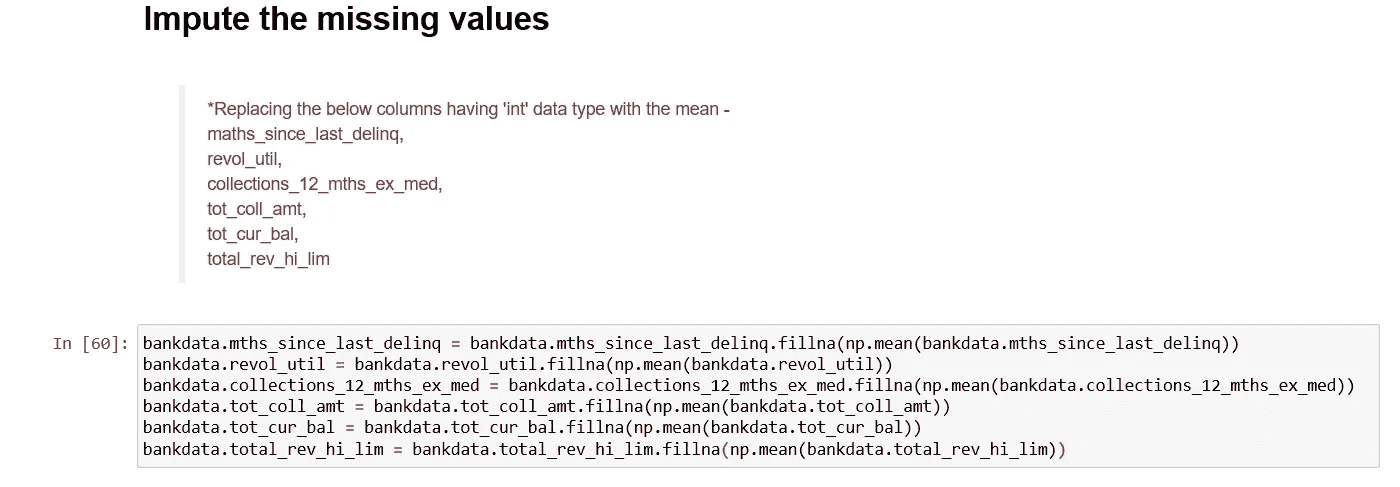 Impute the missing values
*Replacing the below columns having 'int' data type with the mean -
maths_since_last_delinq,
revol_util,
collections_12_mths_ex_med,
tot_coll_amt,
tot_cur_bal,
total_rev_hi_lim
In [60]: bankdata.mths_since_last_delinq = bankdata.mths_since_last_delinq.fillna(np.mean(bankdata.mths_since_last_delinq))
bankdata.revol_util = bankdata.revol_util.fillna(np.mean(bankdata.revol_util))
bankdata.collections_12_mths_ex_med = bankdata.collections_12_mths_ex_med.fillna(np.mean(bankdata.collections_12_mths_ex_med))
bankdata.tot_coll_amt = bankdata.tot_coll_amt.fillna(np.mean(bankdata.tot_coll_amt))
bankdata.tot_cur_bal = bankdata.tot_cur_bal.fillna(np.mean(bankdata.tot_cur_bal))
bankdata.total_rev_hi_lim = bankdata.total_rev_hi_lim.fillna(np.mean(bankdata.total_rev_hi_lim))